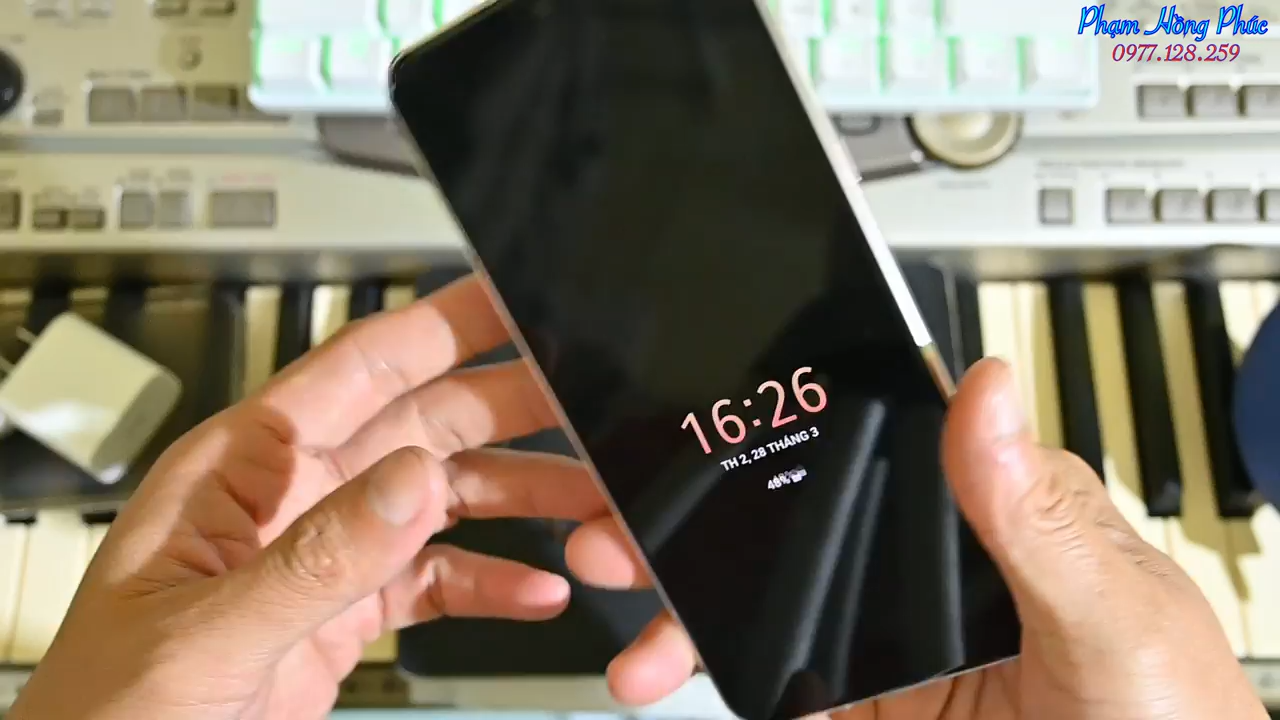 Phạm Hồng Phúc
0977.128.259
16:26
TH 2, 28 THÁNG 3
48%